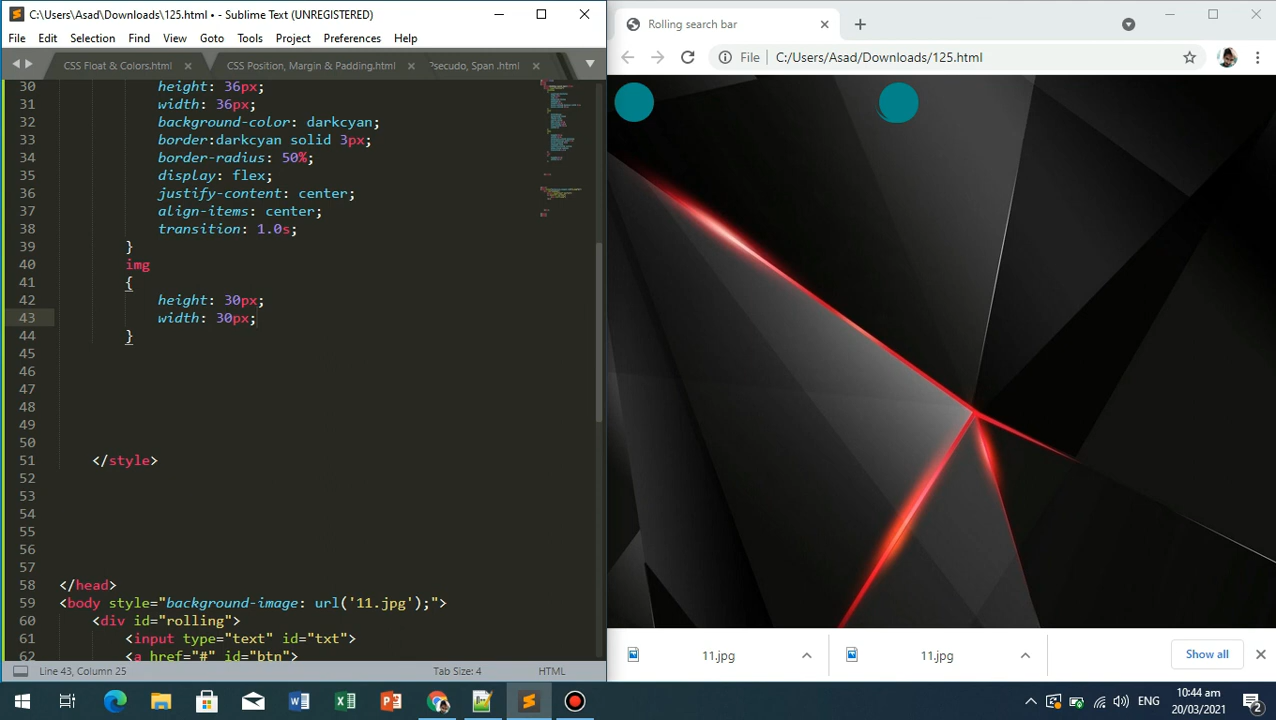 C:\Users\Asad\Downloads\125.html • - Sublime Text (UNREGISTERED)
File Edit Selection Find View Goto Tools Project Preferences Help
CSS Float & Colors.html
CSS Position, Margin & Padding.html
Psecudo, Span .html
30 height: 36px;
31 width: 36px;
32 background-color: darkcyan;
33 border:darkcyan solid 3px;
34 border-radius: 50%;
35 display: flex;
36 justify-content: center;
37 align-items: center;
38 transition: 1.0s;
39 }
40 img
41 {
42 height: 30px;
43 width: 30px;
44 }
45
46
47
48
49
50
51 </style>
52
53
54
55
56
57
58 </head>
59 <body style="background-image: url('11.jpg');">
60 <div id="rolling">
61 <input type="text" id="txt">
62 <a href="#" id="btn">
Line 43, Column 25
Tab Size: 4
HTML
Rolling search bar
File C:/Users/Asad/Downloads/125.html
11.jpg
11.jpg
Show all
ENG
10:44 am
20/03/2021
2